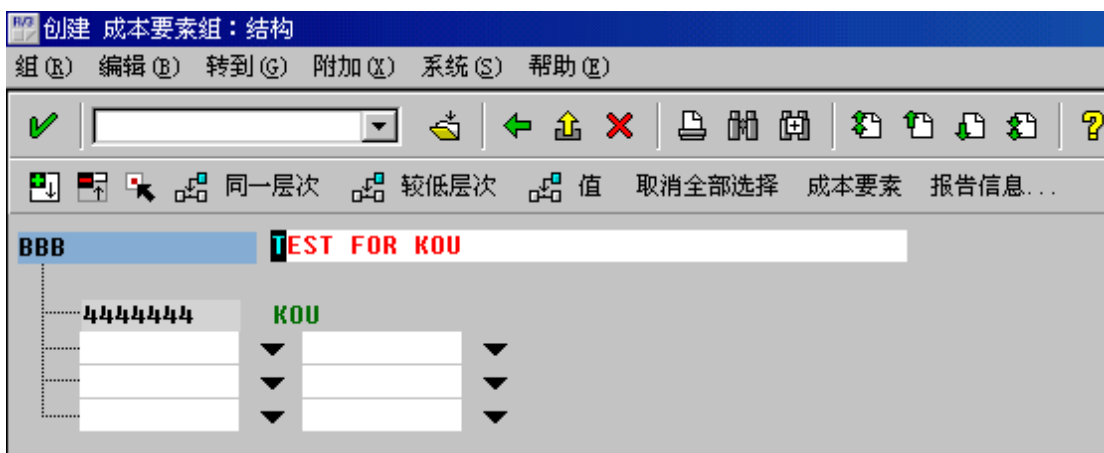 R/3 创建 成本要素组：结构
组(R) 编辑(E) 转到(G) 附加(X) 系统(S) 帮助(E)
?
同一层次 较低层次 值 取消全部选择 成本要素 报告信息...
BBB TEST FOR KOU
4444444 KOU